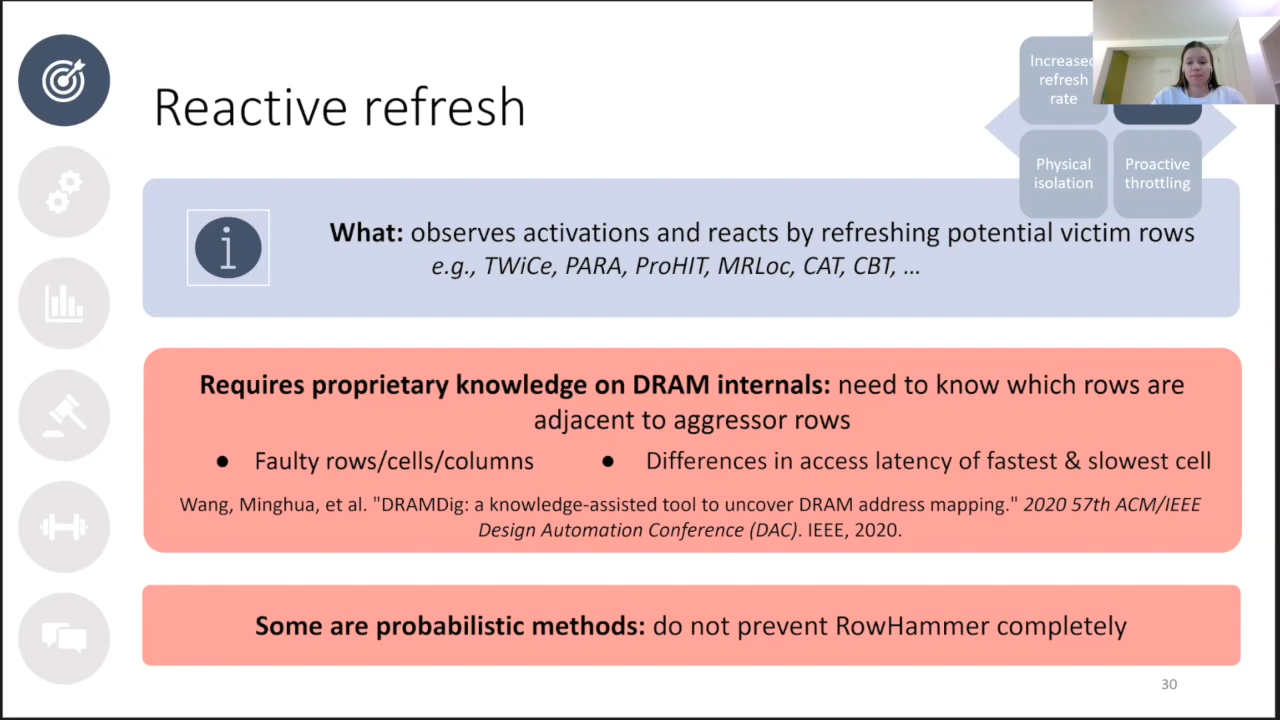 Reactive refresh
Increased
refresh
rate
Physical
isolation
Proactive
throttling
What: observes activations and reacts by refreshing potential victim rows
e.g., TWiCe, PARA, ProHIT, MRLoc, CAT, CBT, ...
Requires proprietary knowledge on DRAM internals: need to know which rows are
adjacent to aggressor rows
● Faulty rows/cells/columns
● Differences in access latency of fastest & slowest cell
Wang, Minghua, et al. "DRAMDig: a knowledge-assisted tool to uncover DRAM address mapping." 2020 57th ACM/IEEE
Design Automation Conference (DAC). IEEE, 2020.
Some are probabilistic methods: do not prevent RowHammer completely
30